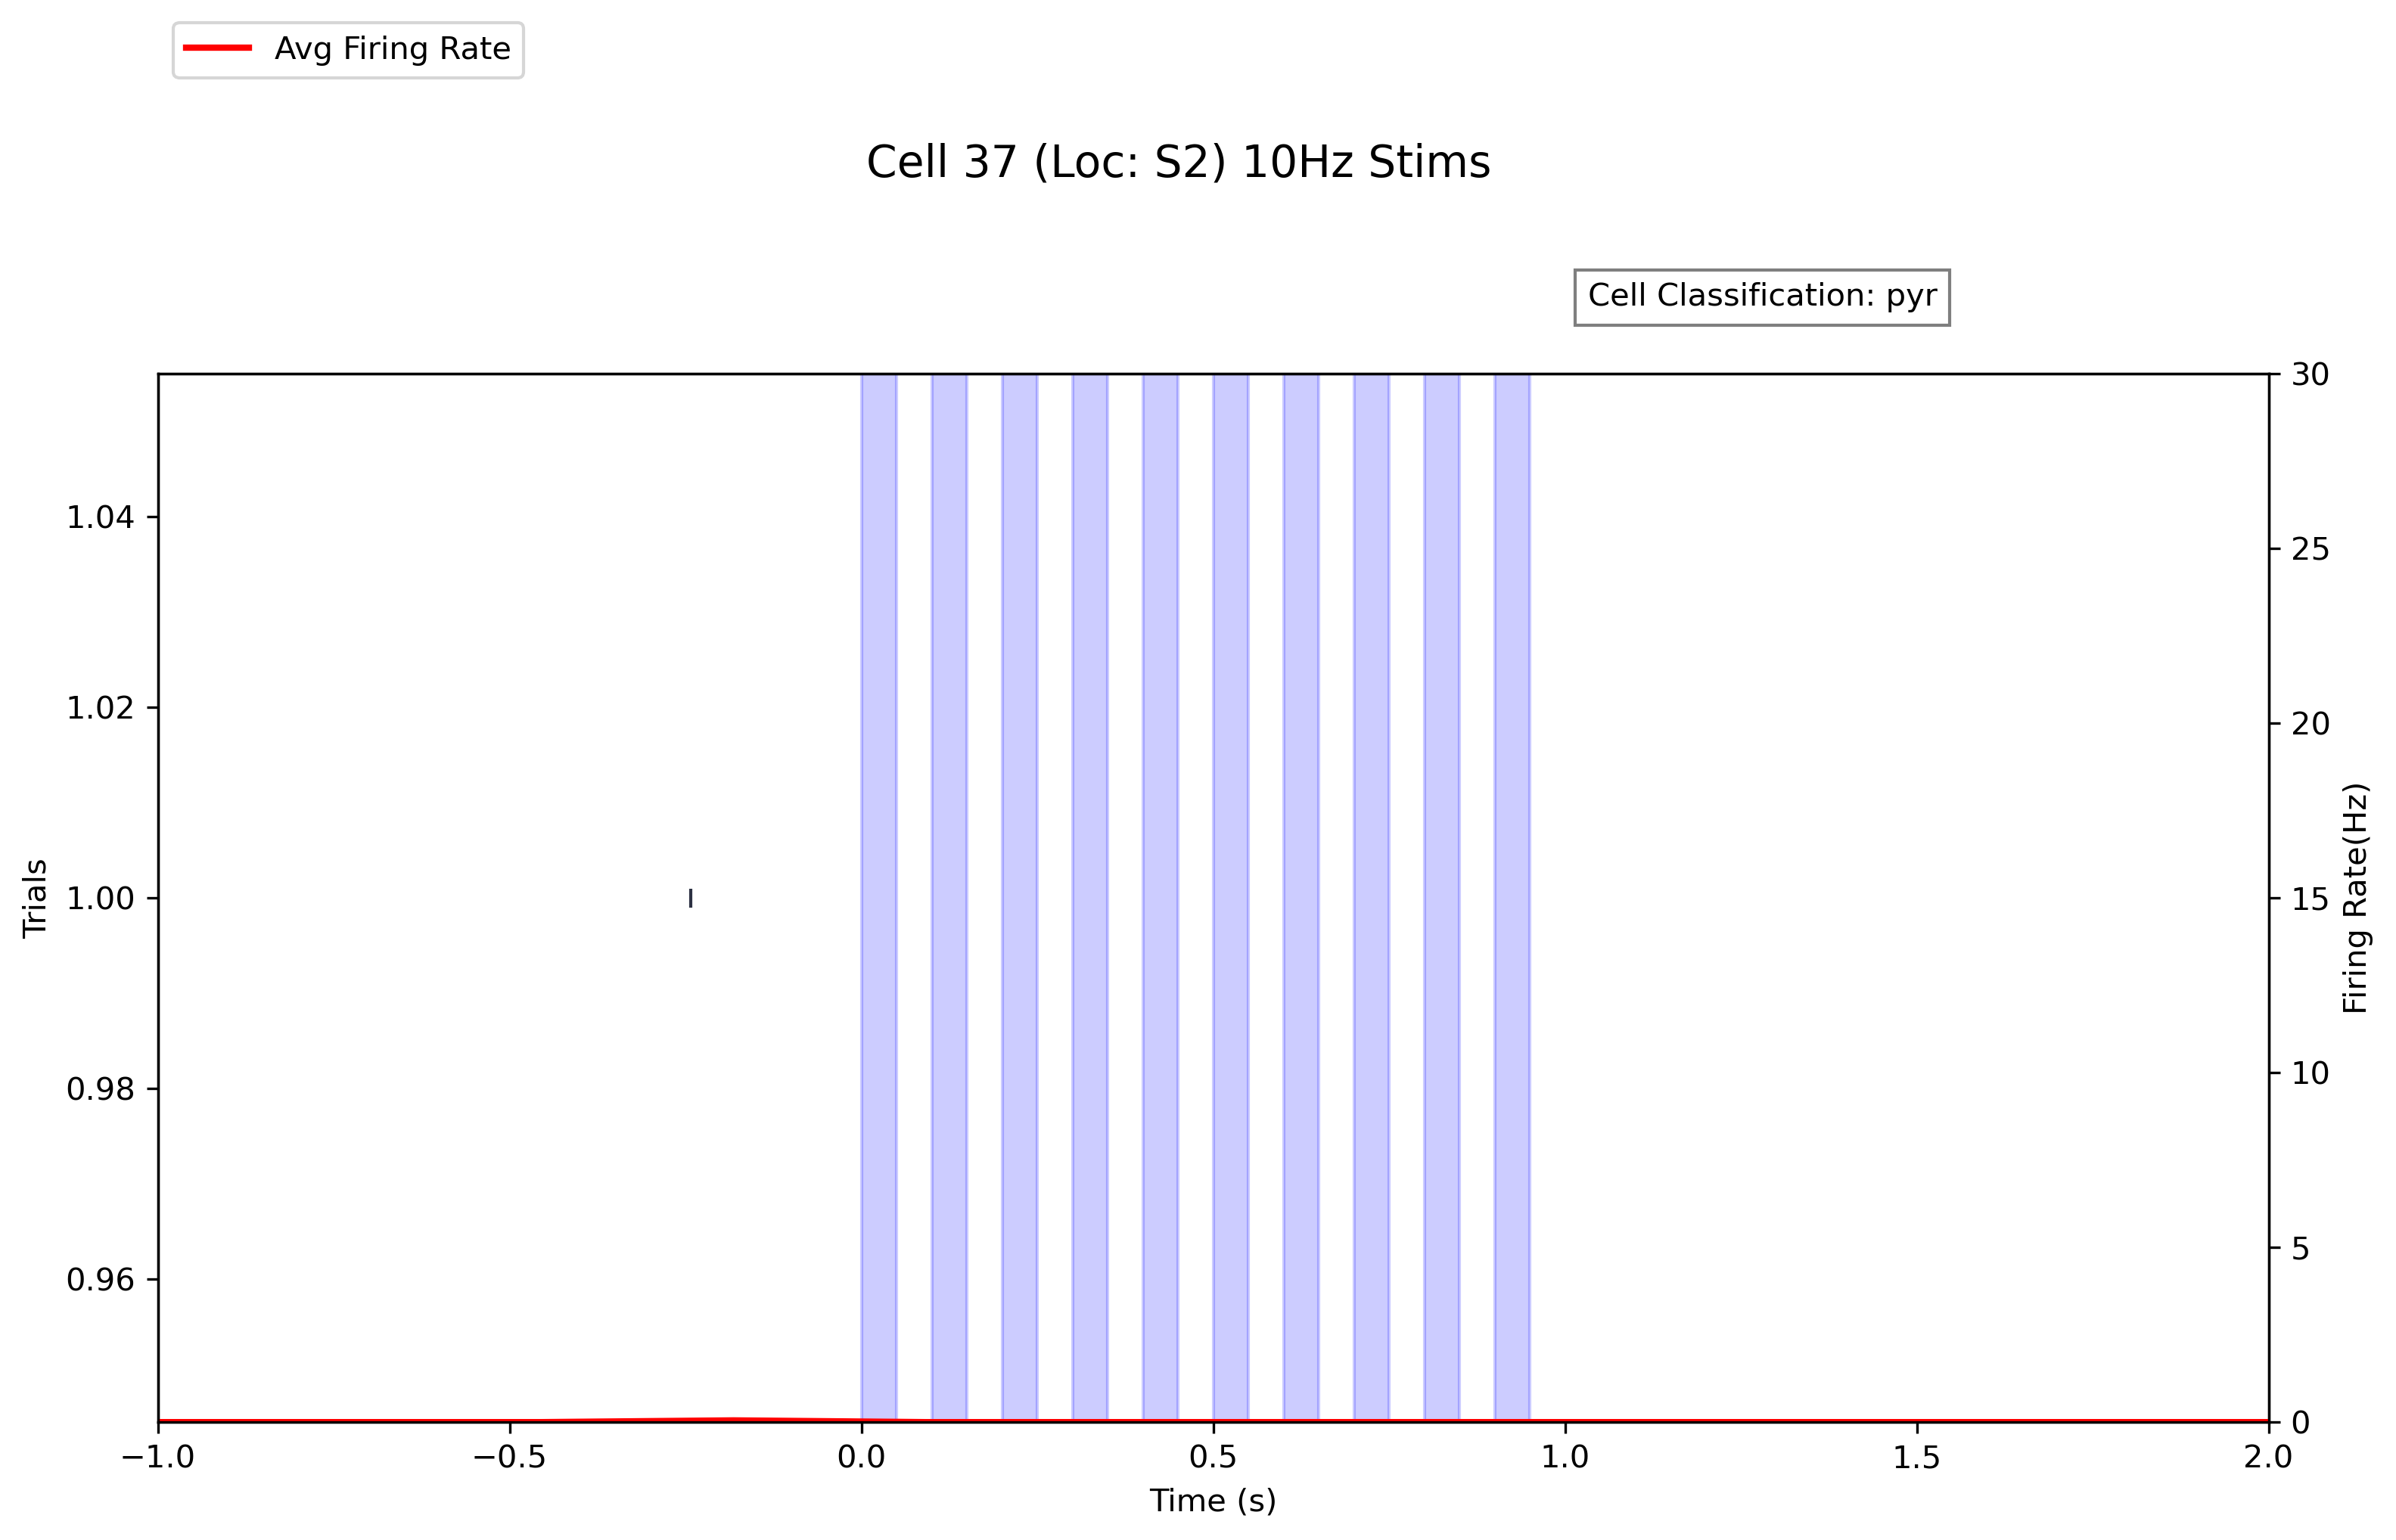 Avg Firing Rate
Cell 37 (Loc: S2) 10Hz Stims
Cell Classification: pyr
30
1.04
25
1.02
20
Trials
1.00
15
Firing Rate(Hz)
0.98
10
0.96
5
0
−1.0 −0.5 0.0 0.5 1.0 1.5 2.0
Time (s)